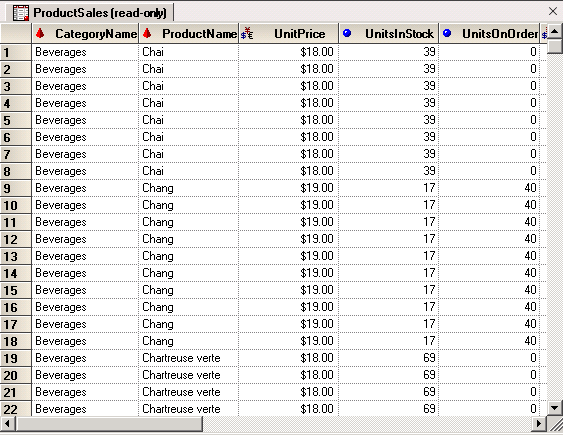 ProductSales (read-only)
CategoryName ProductName UnitPrice UnitsInStock UnitsOnOrder
1 Beverages Chai $18.00 39 0
2 Beverages Chai $18.00 39 0
3 Beverages Chai $18.00 39 0
4 Beverages Chai $18.00 39 0
5 Beverages Chai $18.00 39 0
6 Beverages Chai $18.00 39 0
7 Beverages Chai $18.00 39 0
8 Beverages Chai $18.00 39 0
9 Beverages Chang $19.00 17 40
10 Beverages Chang $19.00 17 40
11 Beverages Chang $19.00 17 40
12 Beverages Chang $19.00 17 40
13 Beverages Chang $19.00 17 40
14 Beverages Chang $19.00 17 40
15 Beverages Chang $19.00 17 40
16 Beverages Chang $19.00 17 40
17 Beverages Chang $19.00 17 40
18 Beverages Chang $19.00 17 40
19 Beverages Chartreuse verte $18.00 69 0
20 Beverages Chartreuse verte $18.00 69 0
21 Beverages Chartreuse verte $18.00 69 0
22 Beverages Chartreuse verte $18.00 69 0